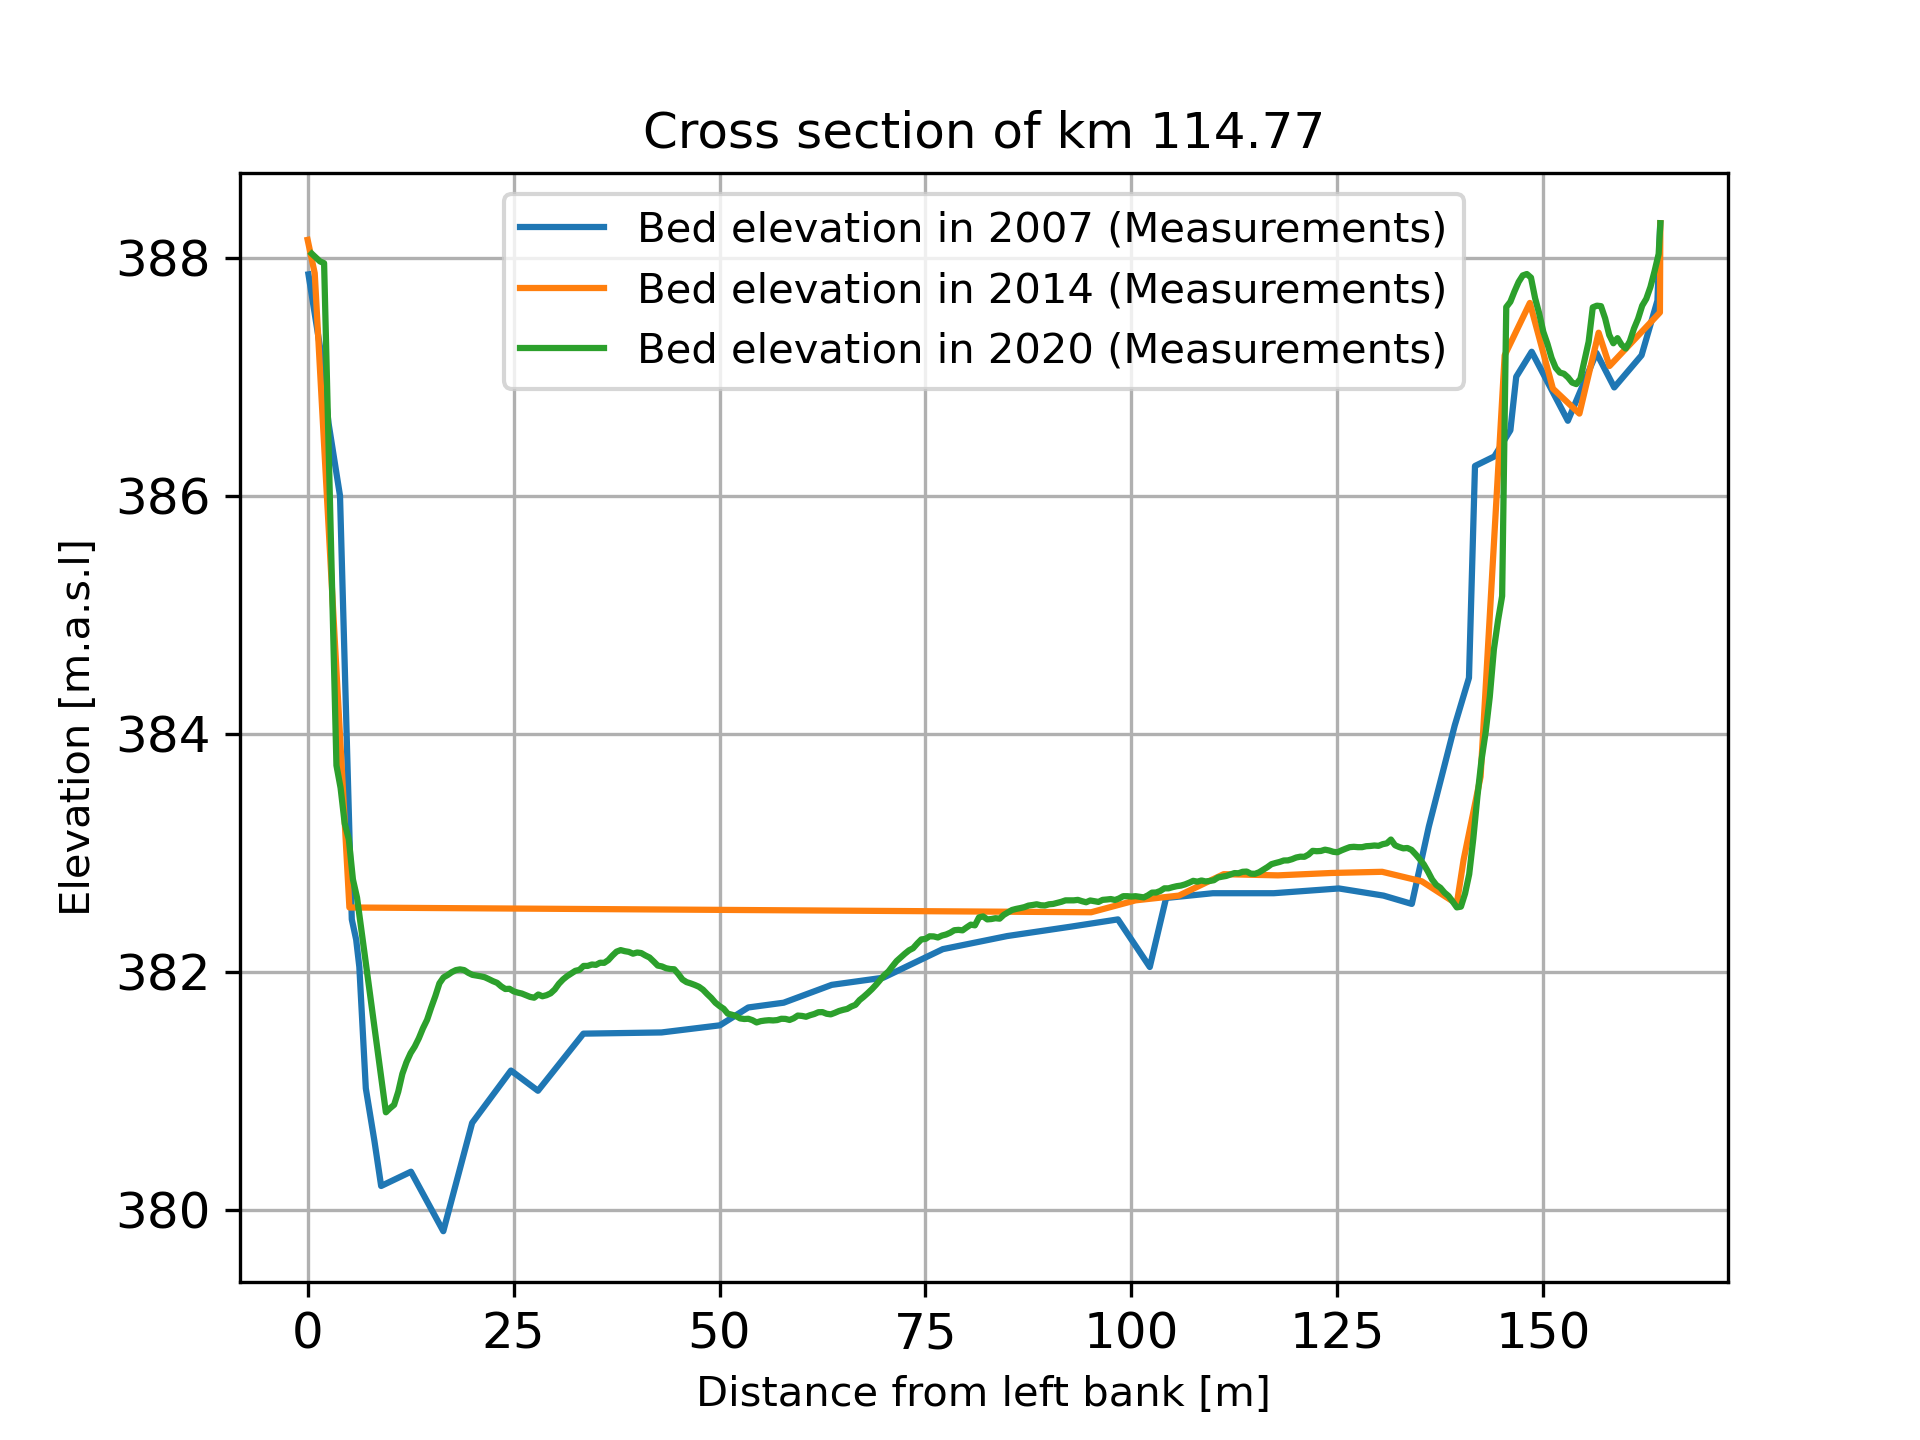 Cross section of km 114.77
Bed elevation in 2007 (Measurements)
Bed elevation in 2014 (Measurements)
Bed elevation in 2020 (Measurements)
Elevation [m.a.s.l]
388
386
384
382
380
0 25 50 75 100 125 150
Distance from left bank [m]